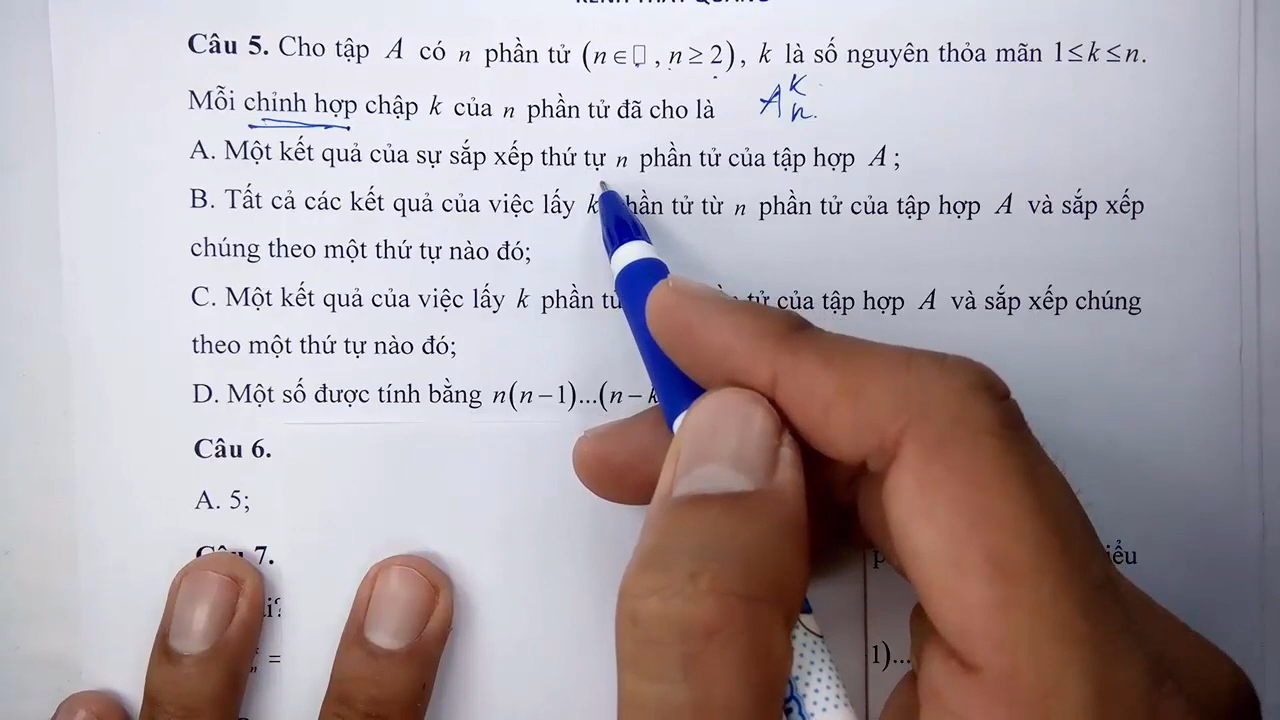 Câu 5. Cho tập A có n phần tử (n ∈ □ , n ≥ 2), k là số nguyên thỏa mãn 1 ≤ k ≤ n.
Mỗi chỉnh hợp chập k của n phần tử đã cho là A_n^k
A. Một kết quả của sự sắp xếp thứ tự n phần tử của tập hợp A ;
B. Tất cả các kết quả của việc lấy k phần tử từ n phần tử của tập hợp A và sắp xếp
chúng theo một thứ tự nào đó;
C. Một kết quả của việc lấy k phần tử của tập hợp A và sắp xếp chúng
theo một thứ tự nào đó;
D. Một số được tính bằng n(n−1)...(n−k
Câu 6.
A. 5;
Câu 7.
1)...